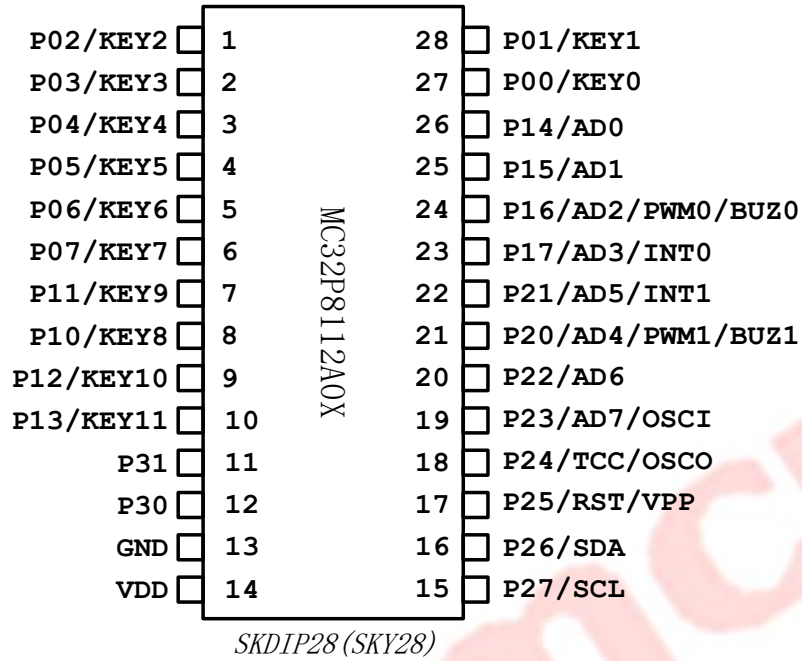 P02/KEY2 1 28 P01/KEY1
P03/KEY3 2 27 P00/KEY0
P04/KEY4 3 26 P14/AD0
P05/KEY5 4 25 P15/AD1
P06/KEY6 5 24 P16/AD2/PWM0/BUZ0
P07/KEY7 6 23 P17/AD3/INT0
P11/KEY9 7 22 P21/AD5/INT1
P10/KEY8 8 21 P20/AD4/PWM1/BUZ1
P12/KEY10 9 20 P22/AD6
P13/KEY11 10 19 P23/AD7/OSCI
P31 11 18 P24/TCC/OSCO
P30 12 17 P25/RST/VPP
GND 13 16 P26/SDA
VDD 14 15 P27/SCL
MC32P8112A0X
SKDIP28(SKY28)